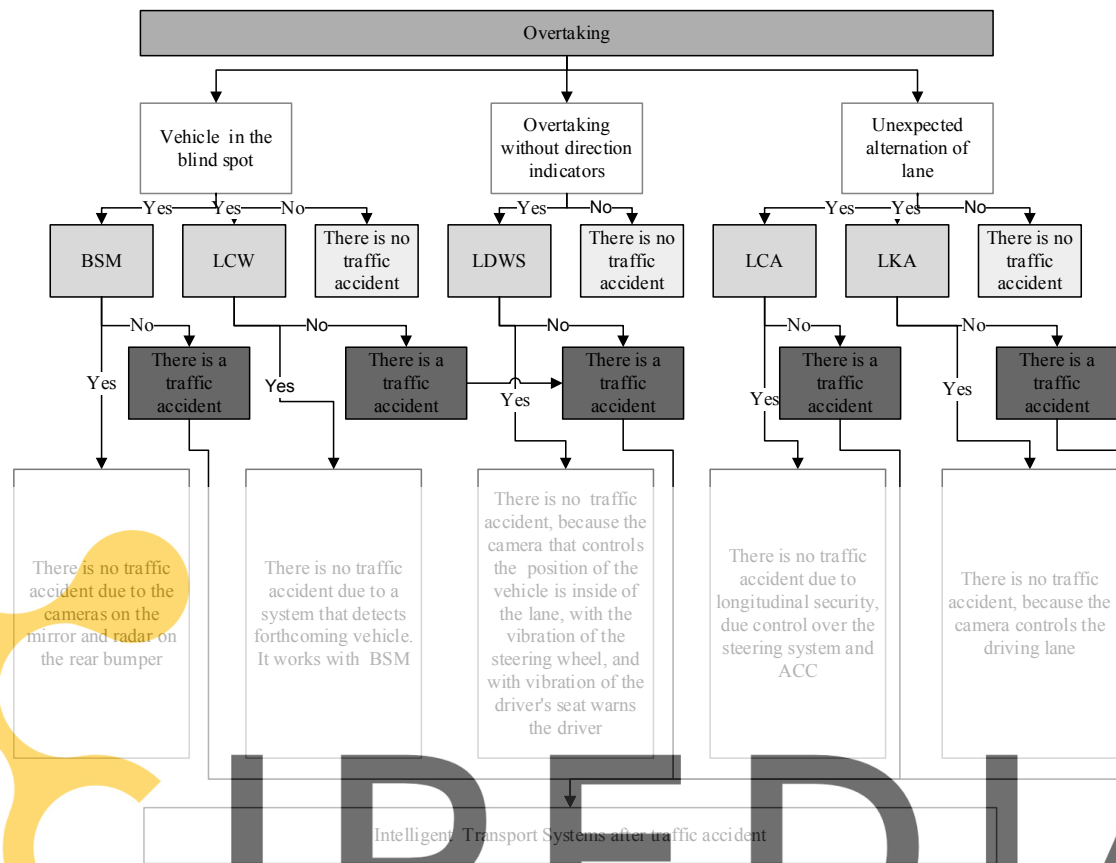 Overtaking
Vehicle in the
blind spot
Overtaking
without direction
indicators
Unexpected
alternation of
lane
Yes
Yes
No
Yes
No
Yes
Yes
No
BSM
LCW
There is no
traffic
accident
LDWS
There is no
traffic
accident
LCA
LKA
There is no
traffic
accident
No
No
No
No
No
There is a
traffic
accident
There is a
traffic
accident
There is a
traffic
accident
There is a
traffic
accident
There is a
traffic
accident
Yes
Yes
Yes
Yes
Yes
There is no traffic
accident due to the
cameras on the
mirror and radar on
the rear bumper
There is no traffic
accident due to a
system that detects
forthcoming vehicle.
It works with BSM
There is no traffic
accident, because the
camera that controls
the position of the
vehicle is inside of
the lane, with the
vibration of the
steering wheel, and
with vibration of the
driver's seat warns
the driver
There is no traffic
accident due to
longitudinal security,
due control over the
steering system and
ACC
There is no traffic
accident, because the
camera controls the
driving lane
Intelligent Transport Systems after traffic accident